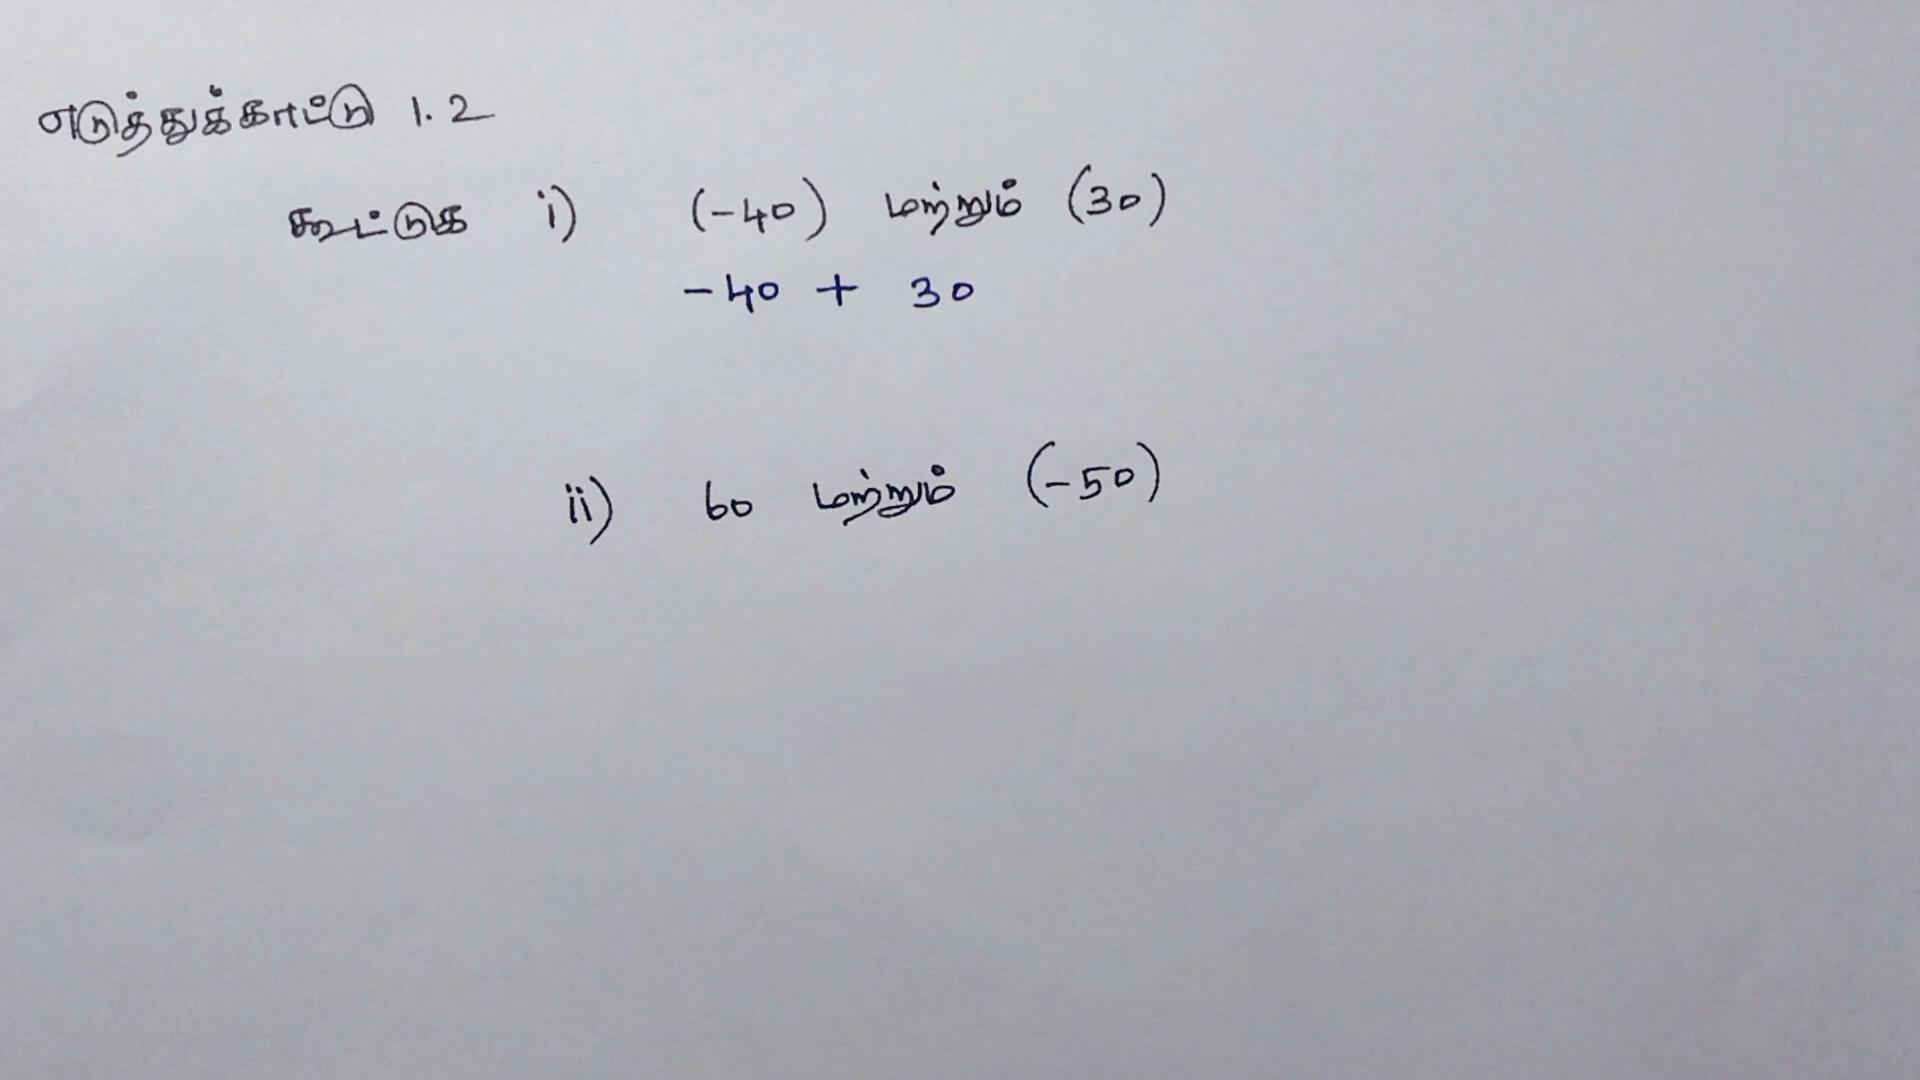 எடுத்துக்காட்டு 1.2
கூட்டுக i) (-40) மற்றும் (30)
-40 + 30
ii) 60 மற்றும் (-50)